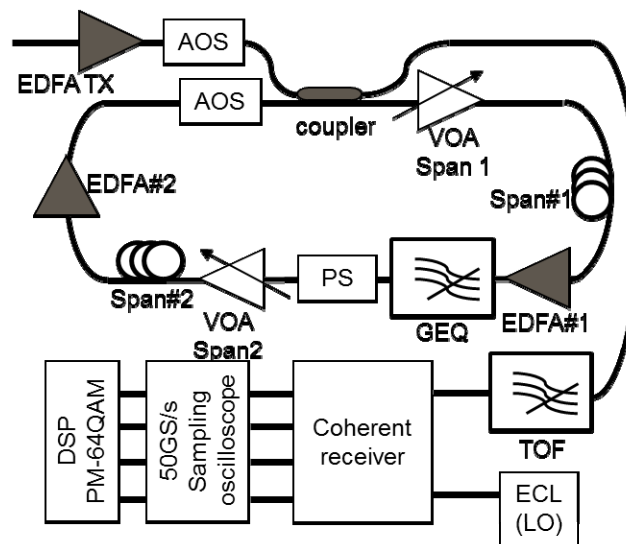 AOS
EDFA TX
AOS
coupler
VOA
Span 1
EDFA#2
Span#1
PS
Span#2
VOA
Span2
GEQ
EDFA#1
DSP
PM-64QAM
50GS/s
Sampling
oscilloscope
Coherent
receiver
TOF
ECL
(LO)